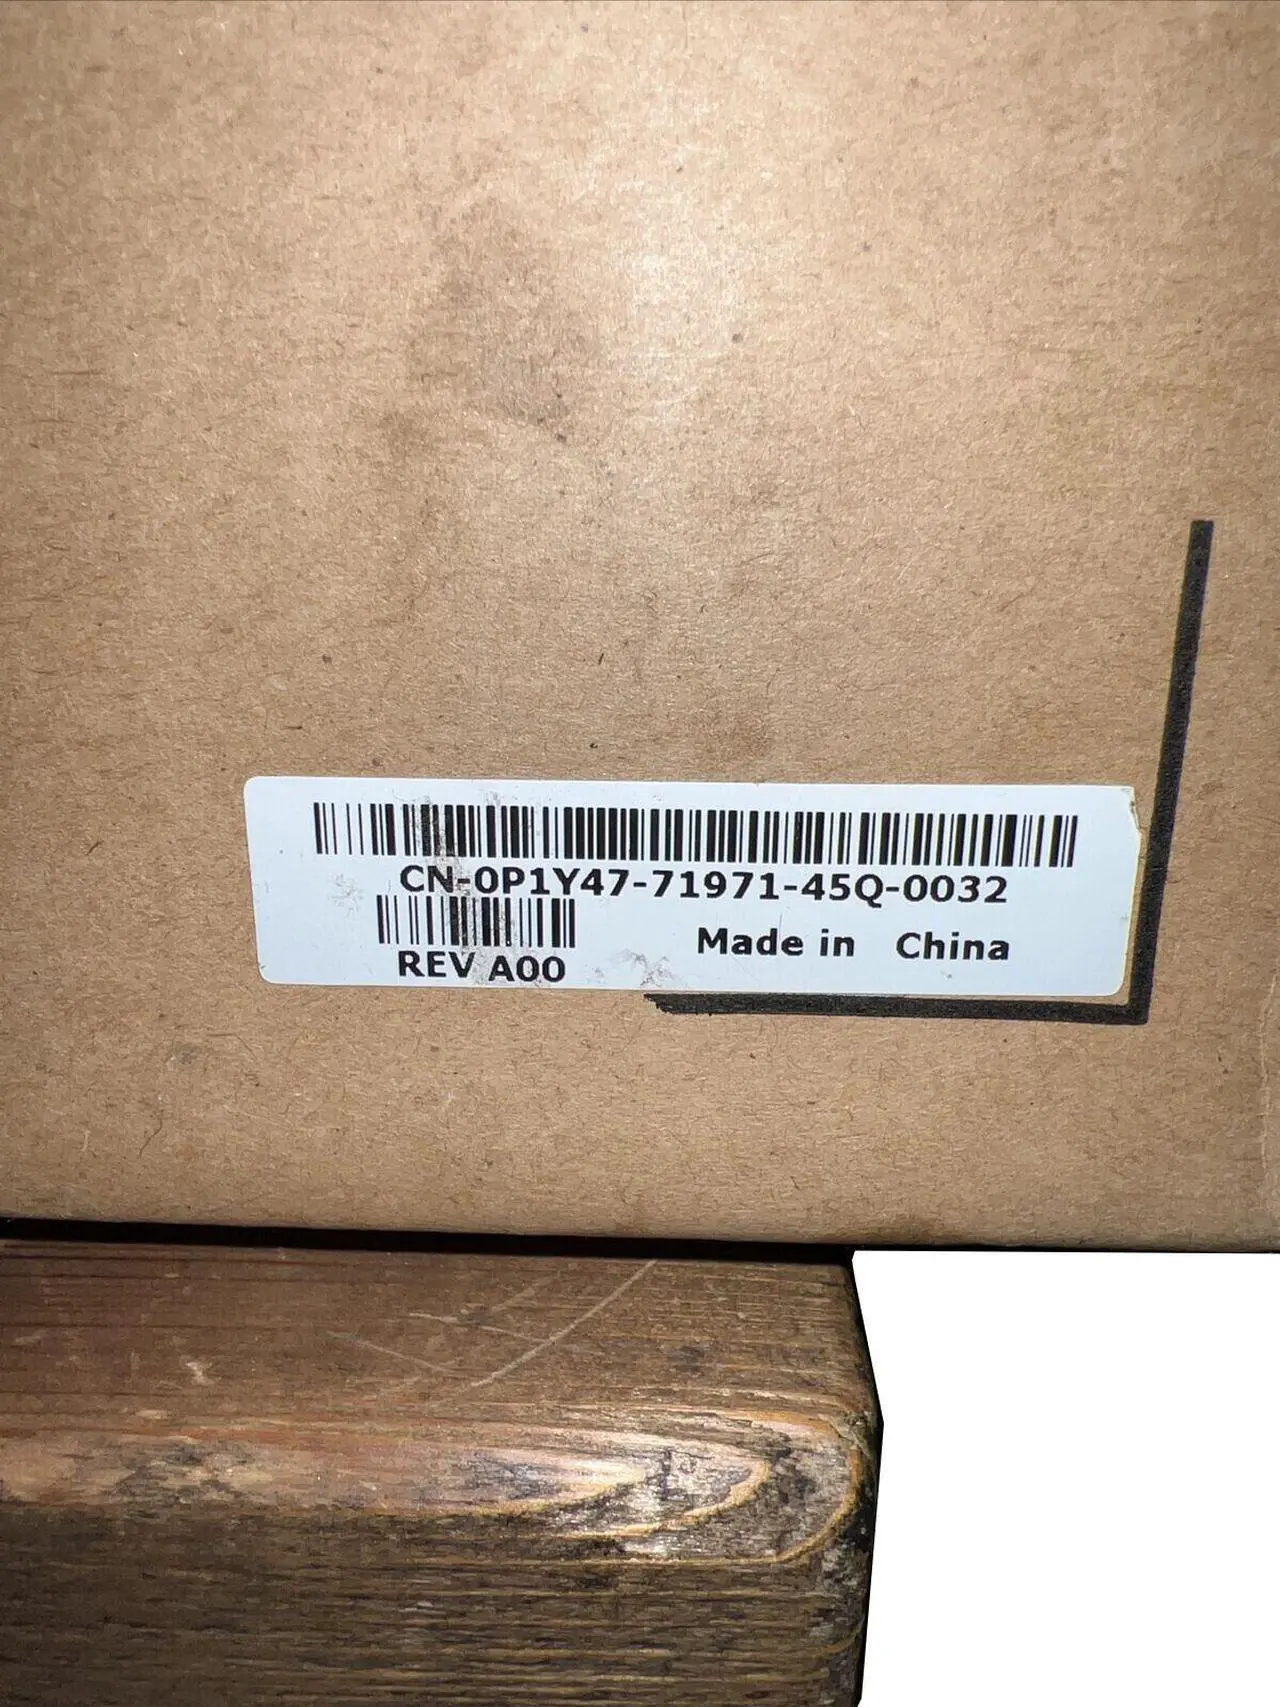 CN-0P1Y47-71971-45Q-0032
REV A00
Made in China